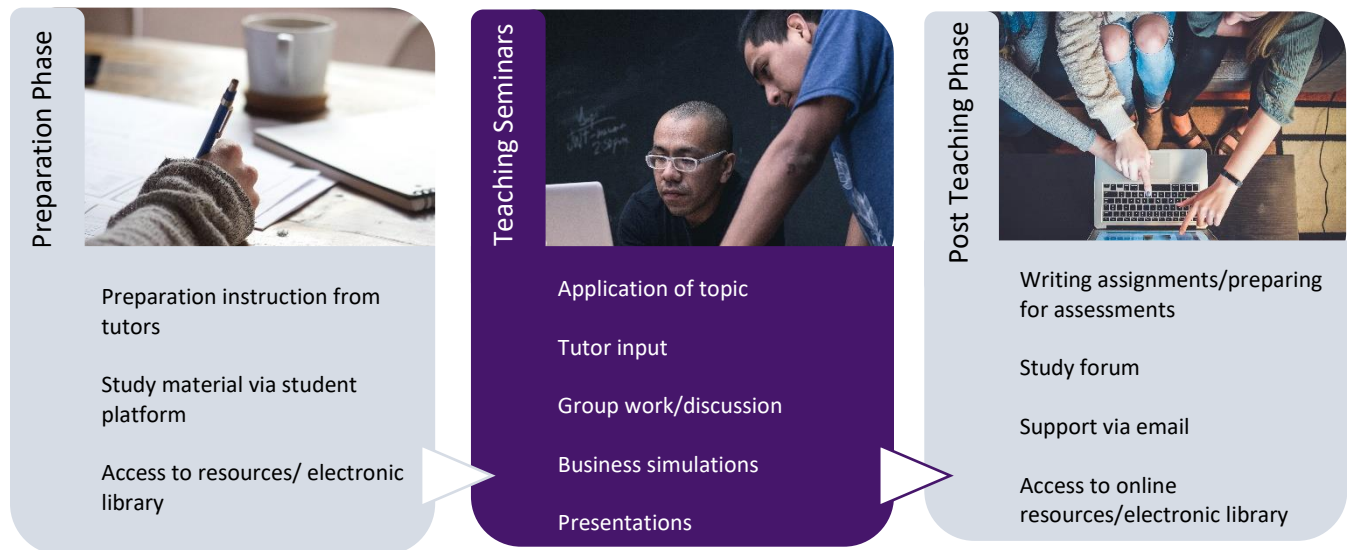 Preparation Phase
Preparation instruction from
tutors
Study material via student
platform
Access to resources/ electronic
library
Teaching Seminars
Application of topic
Tutor input
Group work/discussion
Business simulations
Presentations
Post Teaching Phase
Writing assignments/preparing
for assessments
Study forum
Support via email
Access to online
resources/electronic library